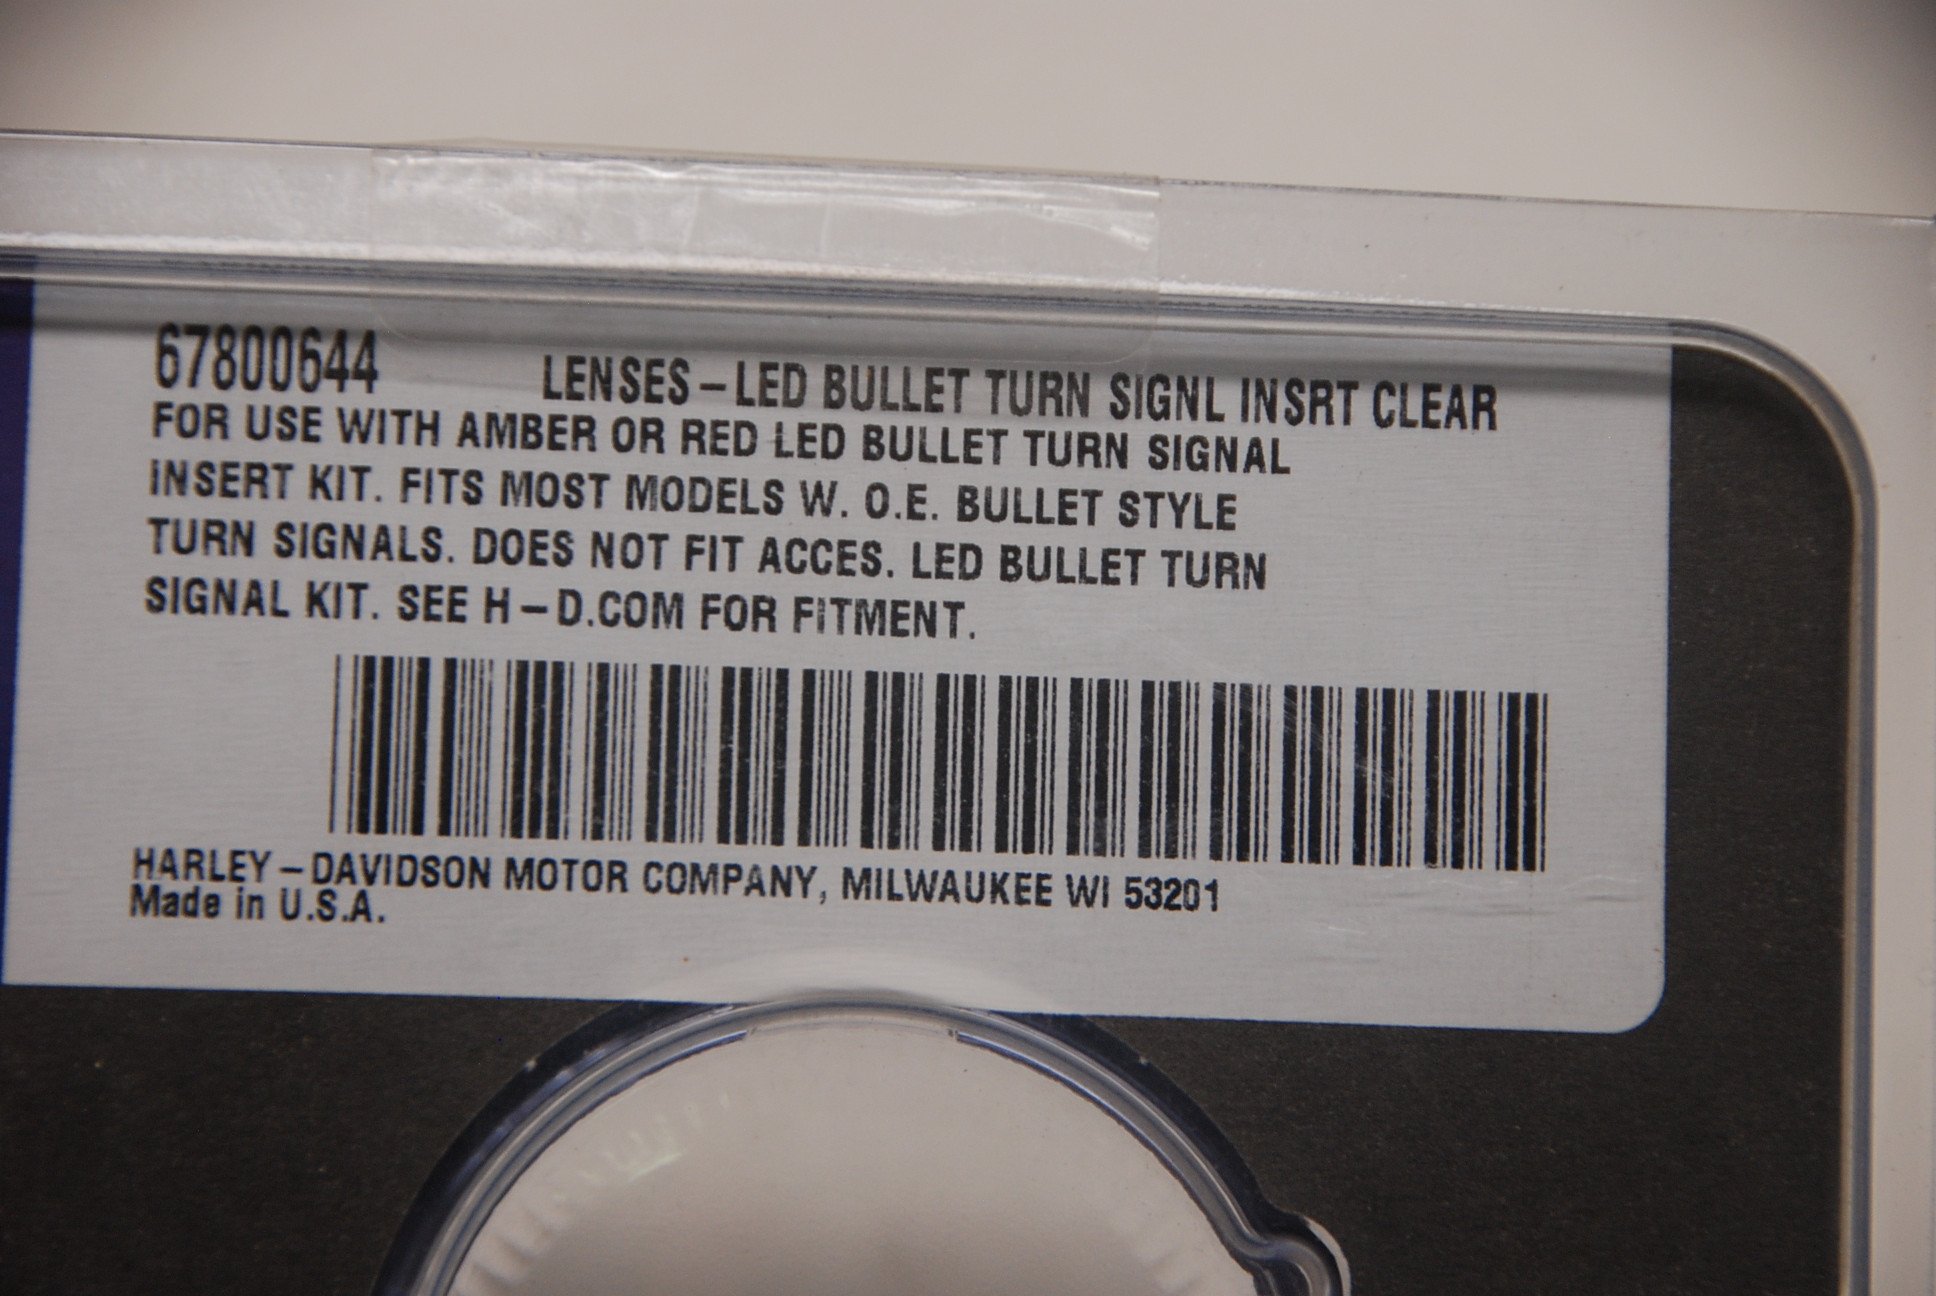 67800644 LENSES-LED BULLET TURN SIGNL INSRT CLEAR
FOR USE WITH AMBER OR RED LED BULLET TURN SIGNAL
INSERT KIT. FITS MOST MODELS W. O.E. BULLET STYLE
TURN SIGNALS. DOES NOT FIT ACCES. LED BULLET TURN
SIGNAL KIT. SEE H-D.COM FOR FITMENT.
HARLEY-DAVIDSON MOTOR COMPANY, MILWAUKEE WI 53201
Made in U.S.A.